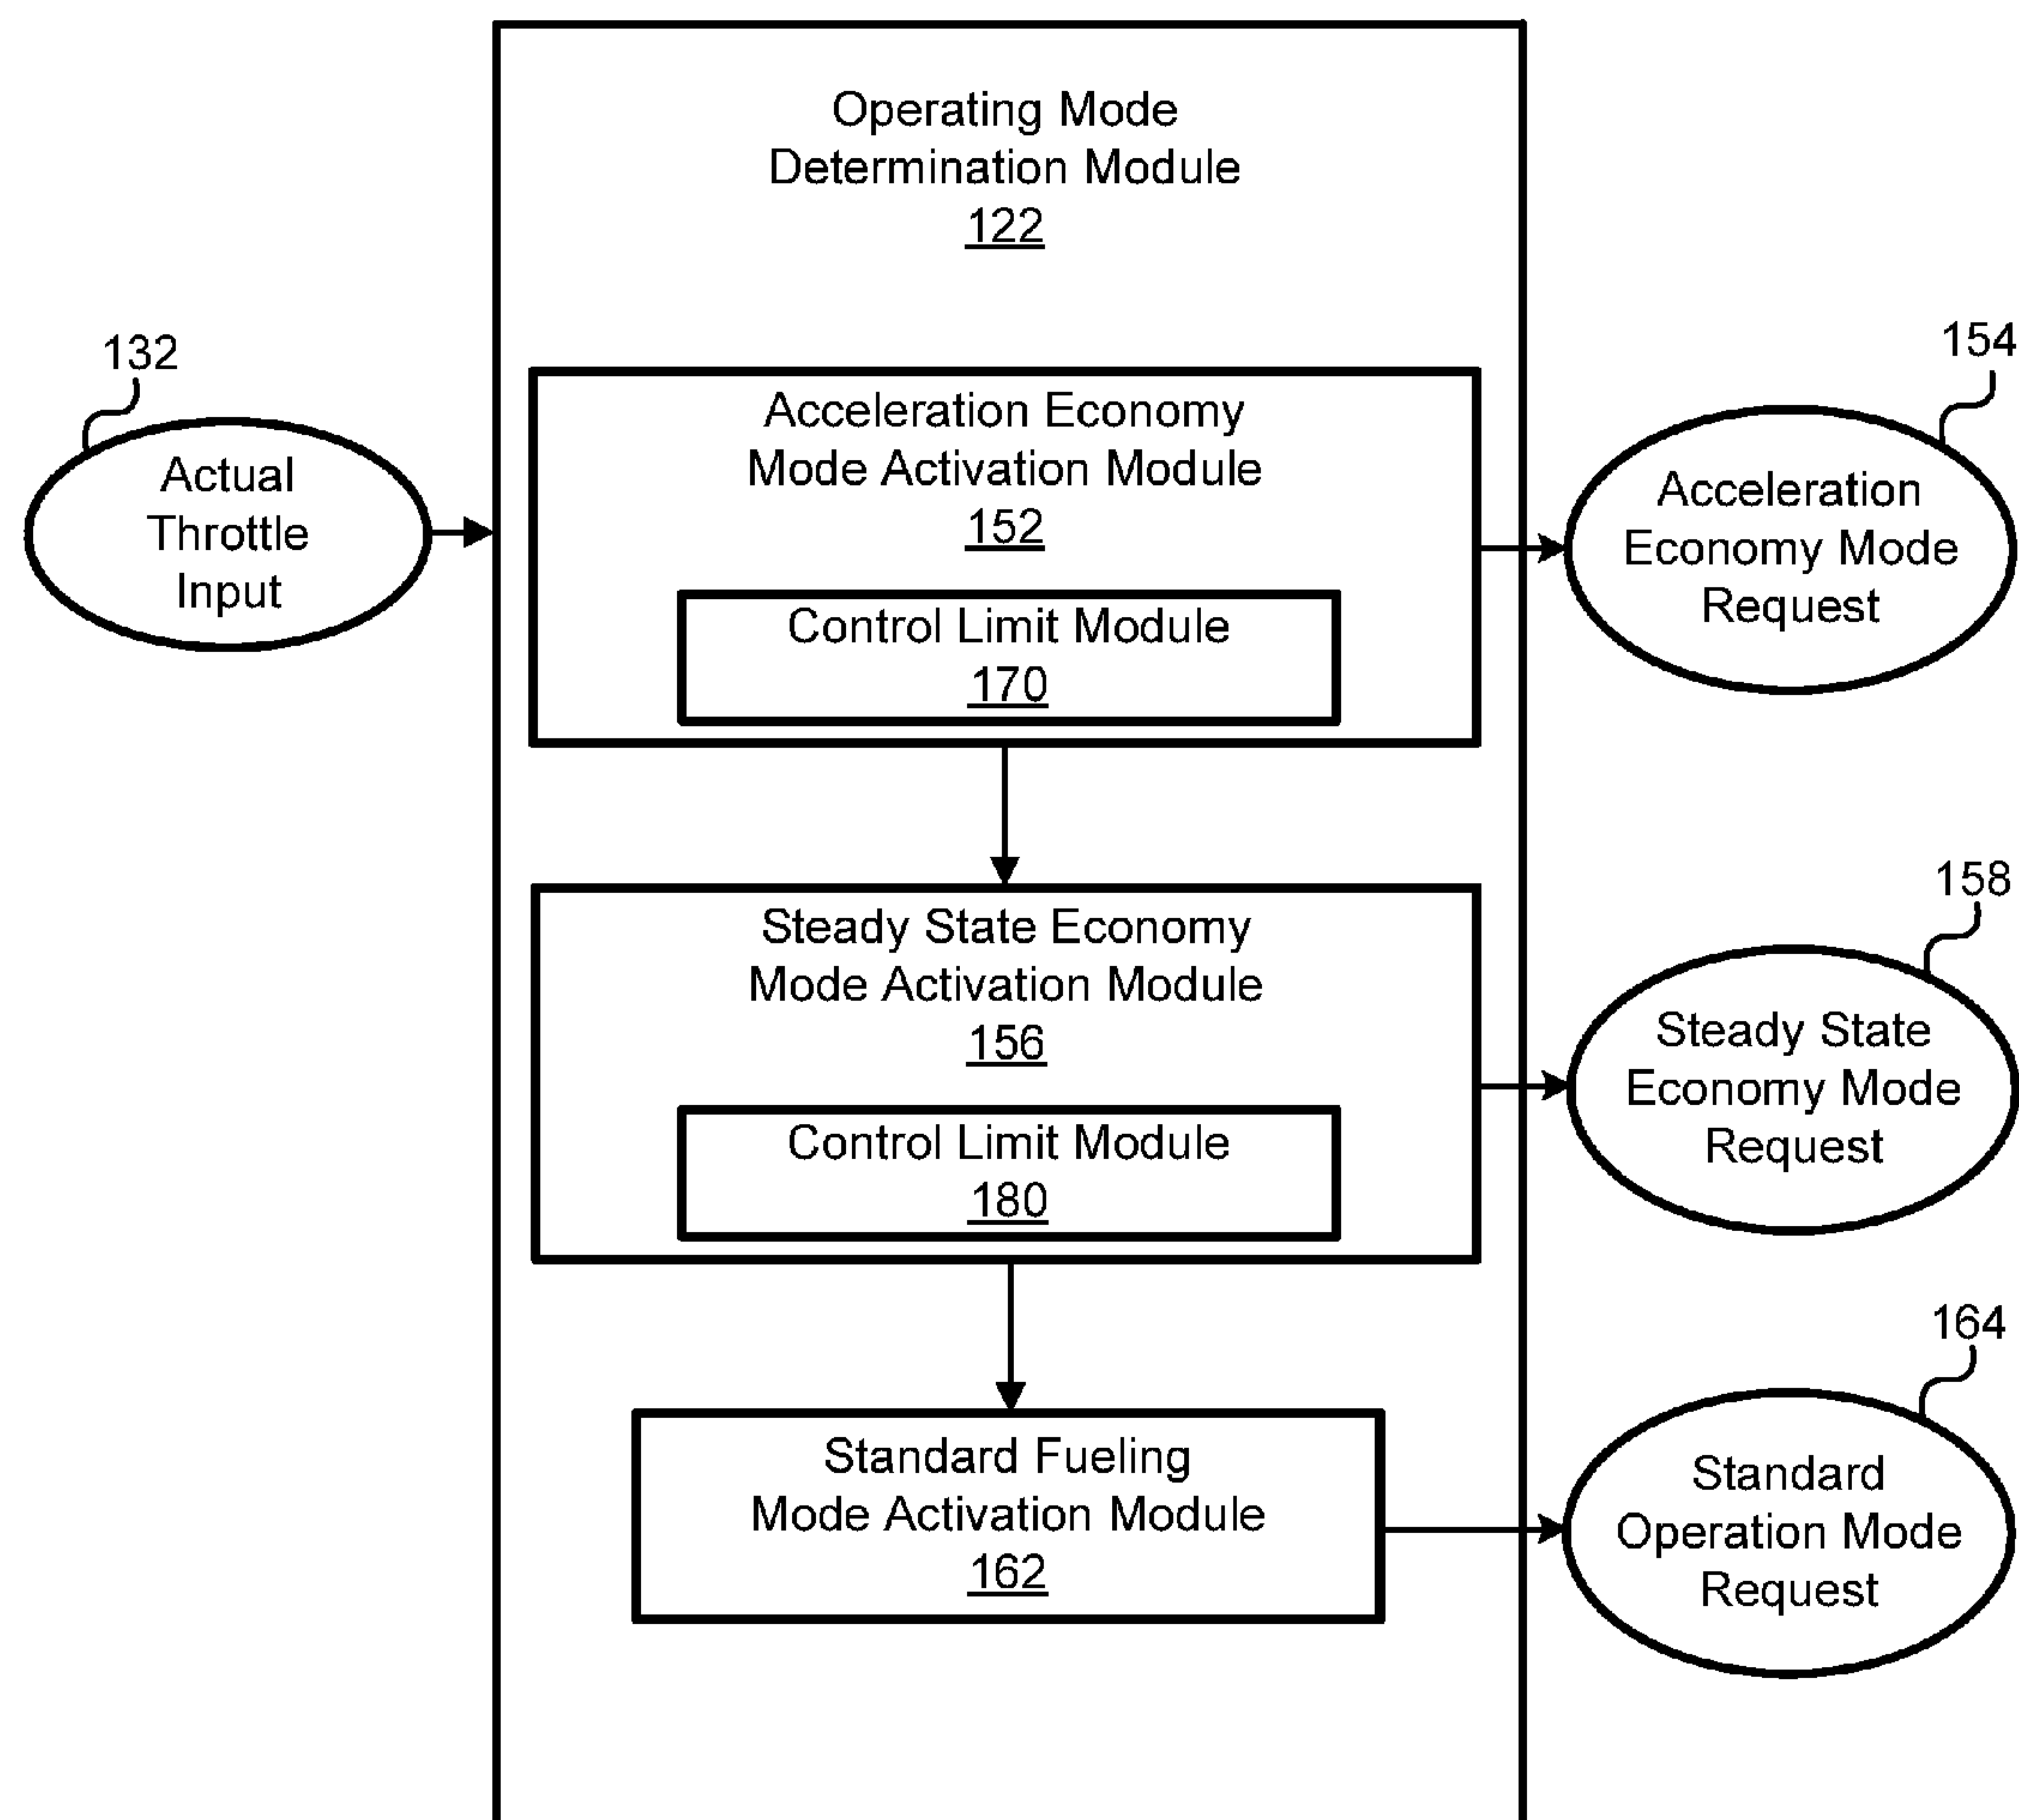 Operating Mode
Determination Module
122
132
Actual
Throttle
Input
Acceleration Economy
Mode Activation Module
152
Control Limit Module
170
154
Acceleration
Economy Mode
Request
Steady State Economy
Mode Activation Module
156
Control Limit Module
180
158
Steady State
Economy Mode
Request
Standard Fueling
Mode Activation Module
162
164
Standard
Operation Mode
Request